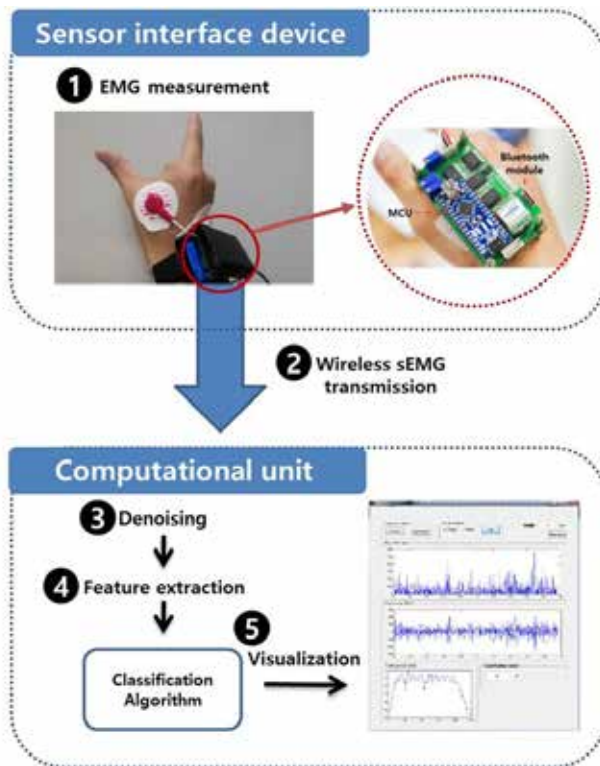 Sensor interface device
1 EMG measurement
Bluetooth
module
MCU
2 Wireless sEMG
transmission
Computational unit
3 Denoising
4 Feature extraction
5
Visualization
Classification
Algorithm